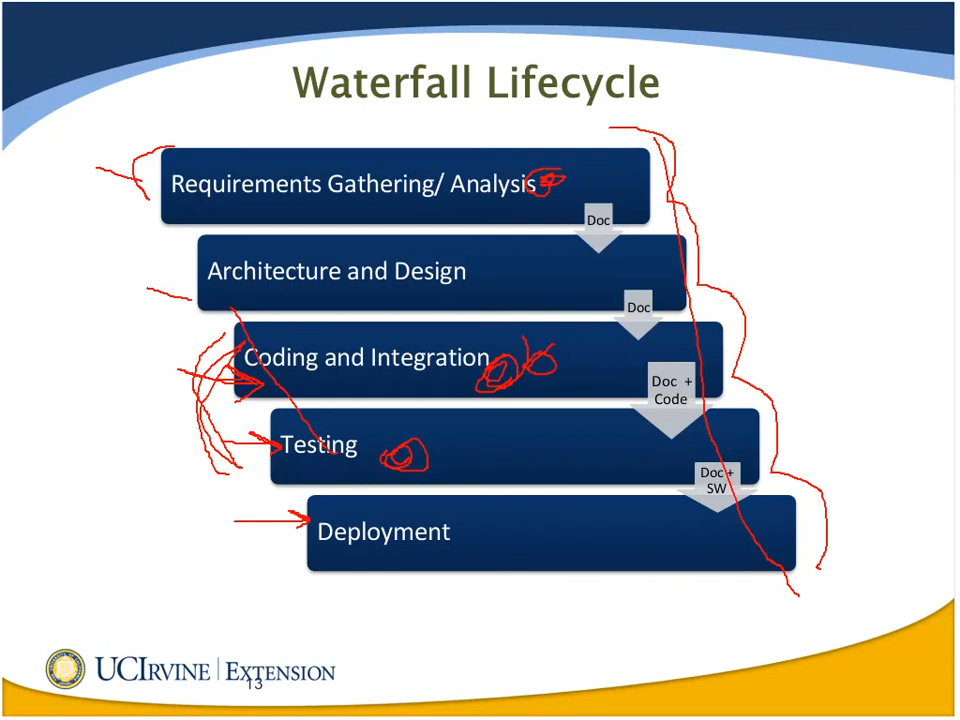 Waterfall Lifecycle
Requirements Gathering/ Analysis
Doc
Architecture and Design
Doc
Coding and Integration
Doc +
Code
Testing
Doc +
SW
Deployment
UCIRVINE | EXTENSION
13